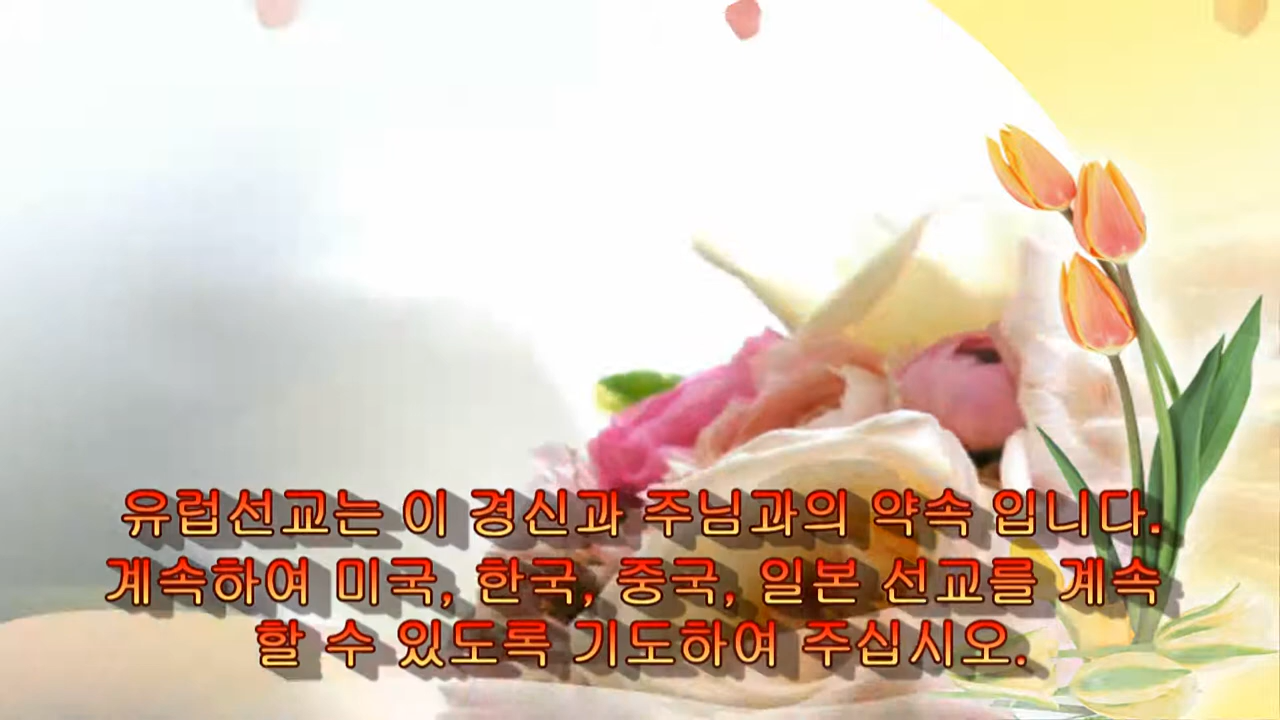 유럽선교는 이 경신과 주님과의 약속 입니다.
계속하여 미국, 한국, 중국, 일본 선교를 계속
할 수 있도록 기도하여 주십시오.